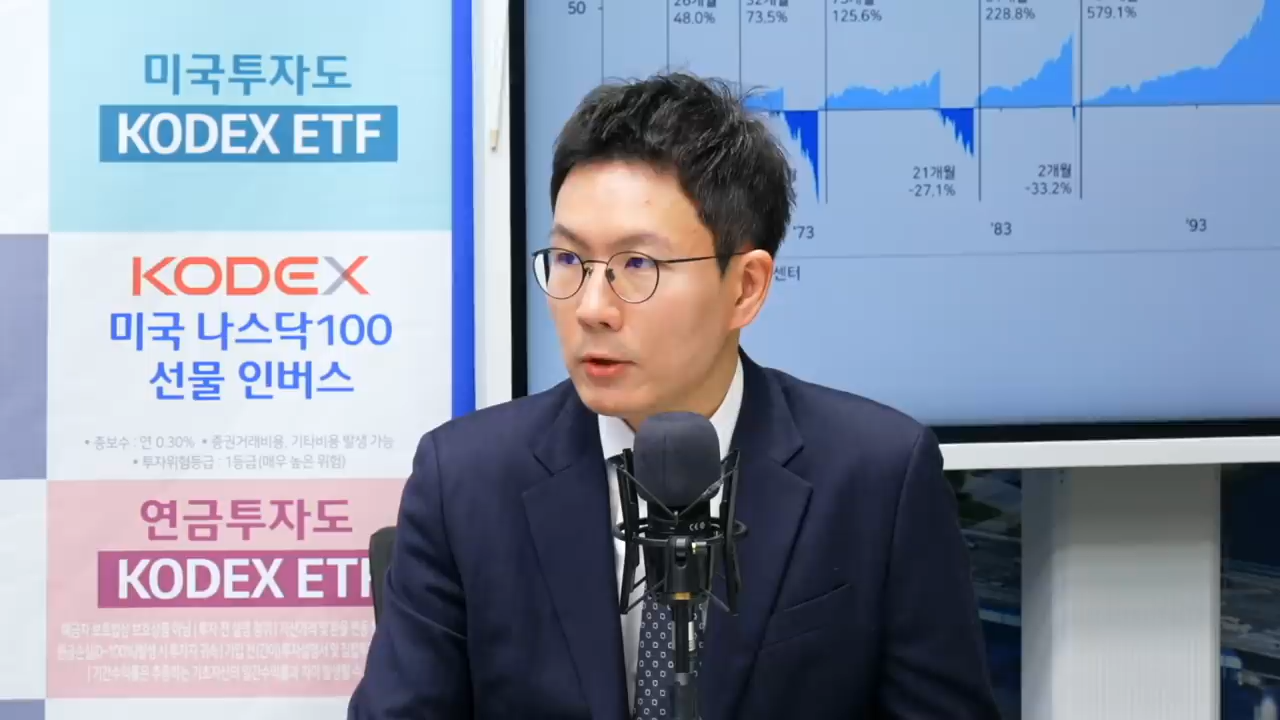 미국투자도
KODEX ETF
KODEX
미국 나스닥100
선물 인버스
• 총보수 : 연 0.30% • 증권거래비용, 기타비용 발생 가능
• 투자위험등급 : 1등급(매우 높은 위험)
연금투자도
KODEX ETF
50
48.0%
73.5%
125.6%
228.8%
579.1%
21개월
-27.1%
2개월
-33.2%
'73
'83
'93
센터